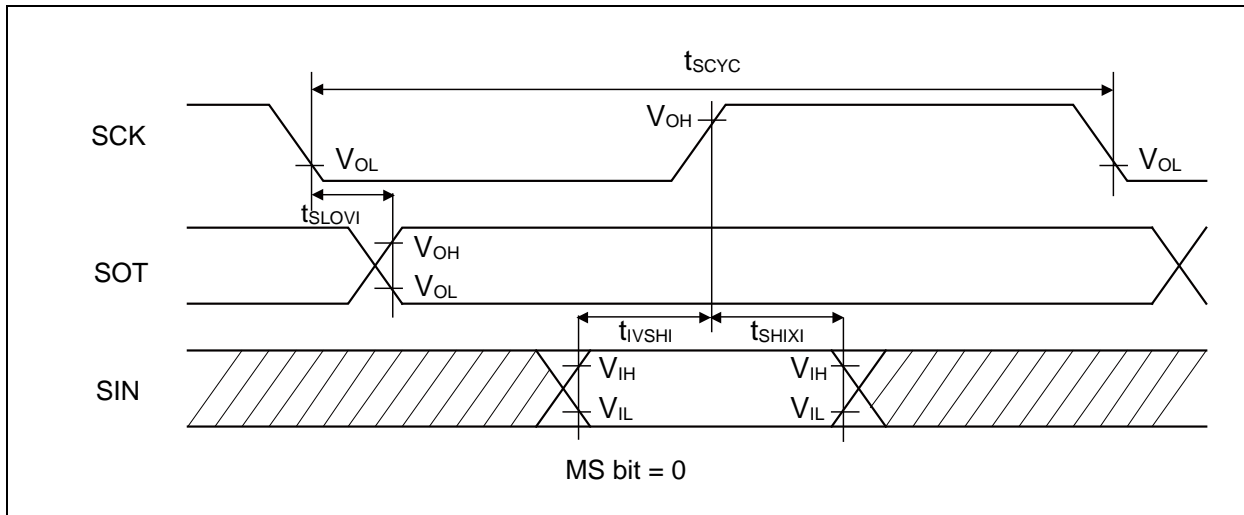 tSCYC
SCK
VOH
VOL
VOL
tSLOVI
SOT
VOH
VOL
tIVSHI
tSHIXI
SIN
VIH
VIH
VIL
VIL
MS bit = 0